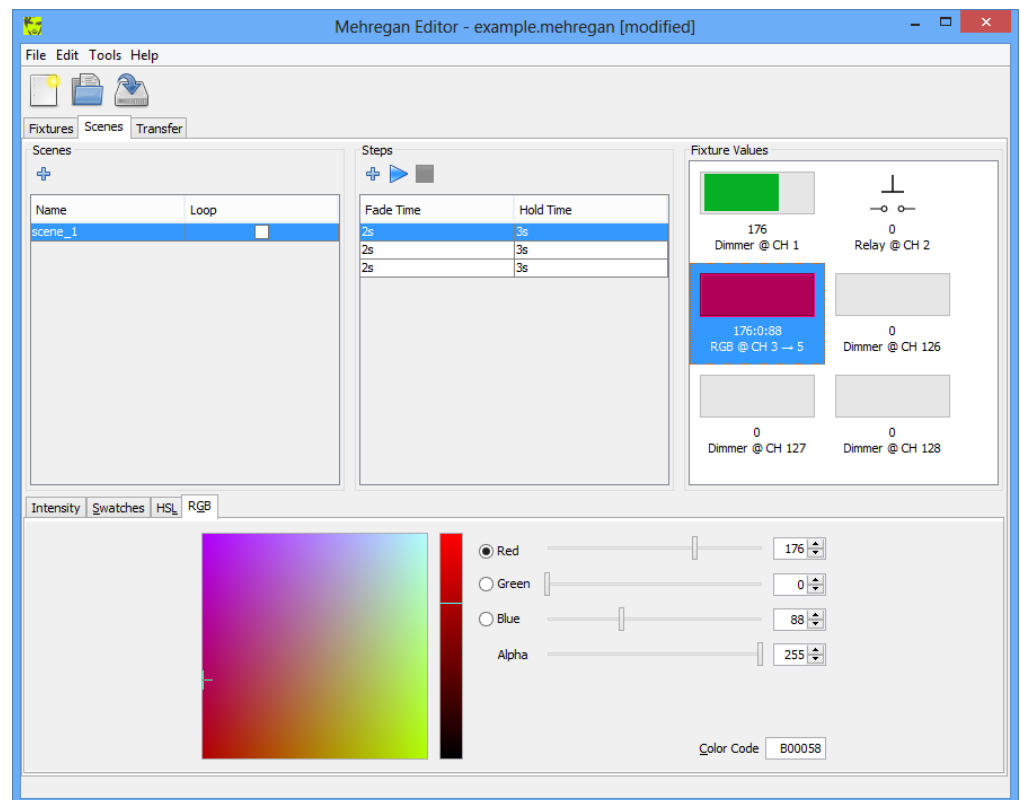 Mehregan Editor - example.mehregan [modified]
File Edit Tools Help
Fixtures Scenes Transfer
Scenes
Name Loop
scene_1
Steps
Fade Time Hold Time
2s 3s
2s 3s
2s 3s
Fixture Values
176
Dimmer @ CH 1
0
Relay @ CH 2
176:0:88
RGB @ CH 3 → 5
0
Dimmer @ CH 126
0
Dimmer @ CH 127
0
Dimmer @ CH 128
Intensity Swatches HSL RGB
Red 176
Green 0
Blue 88
Alpha 255
Color Code B00058